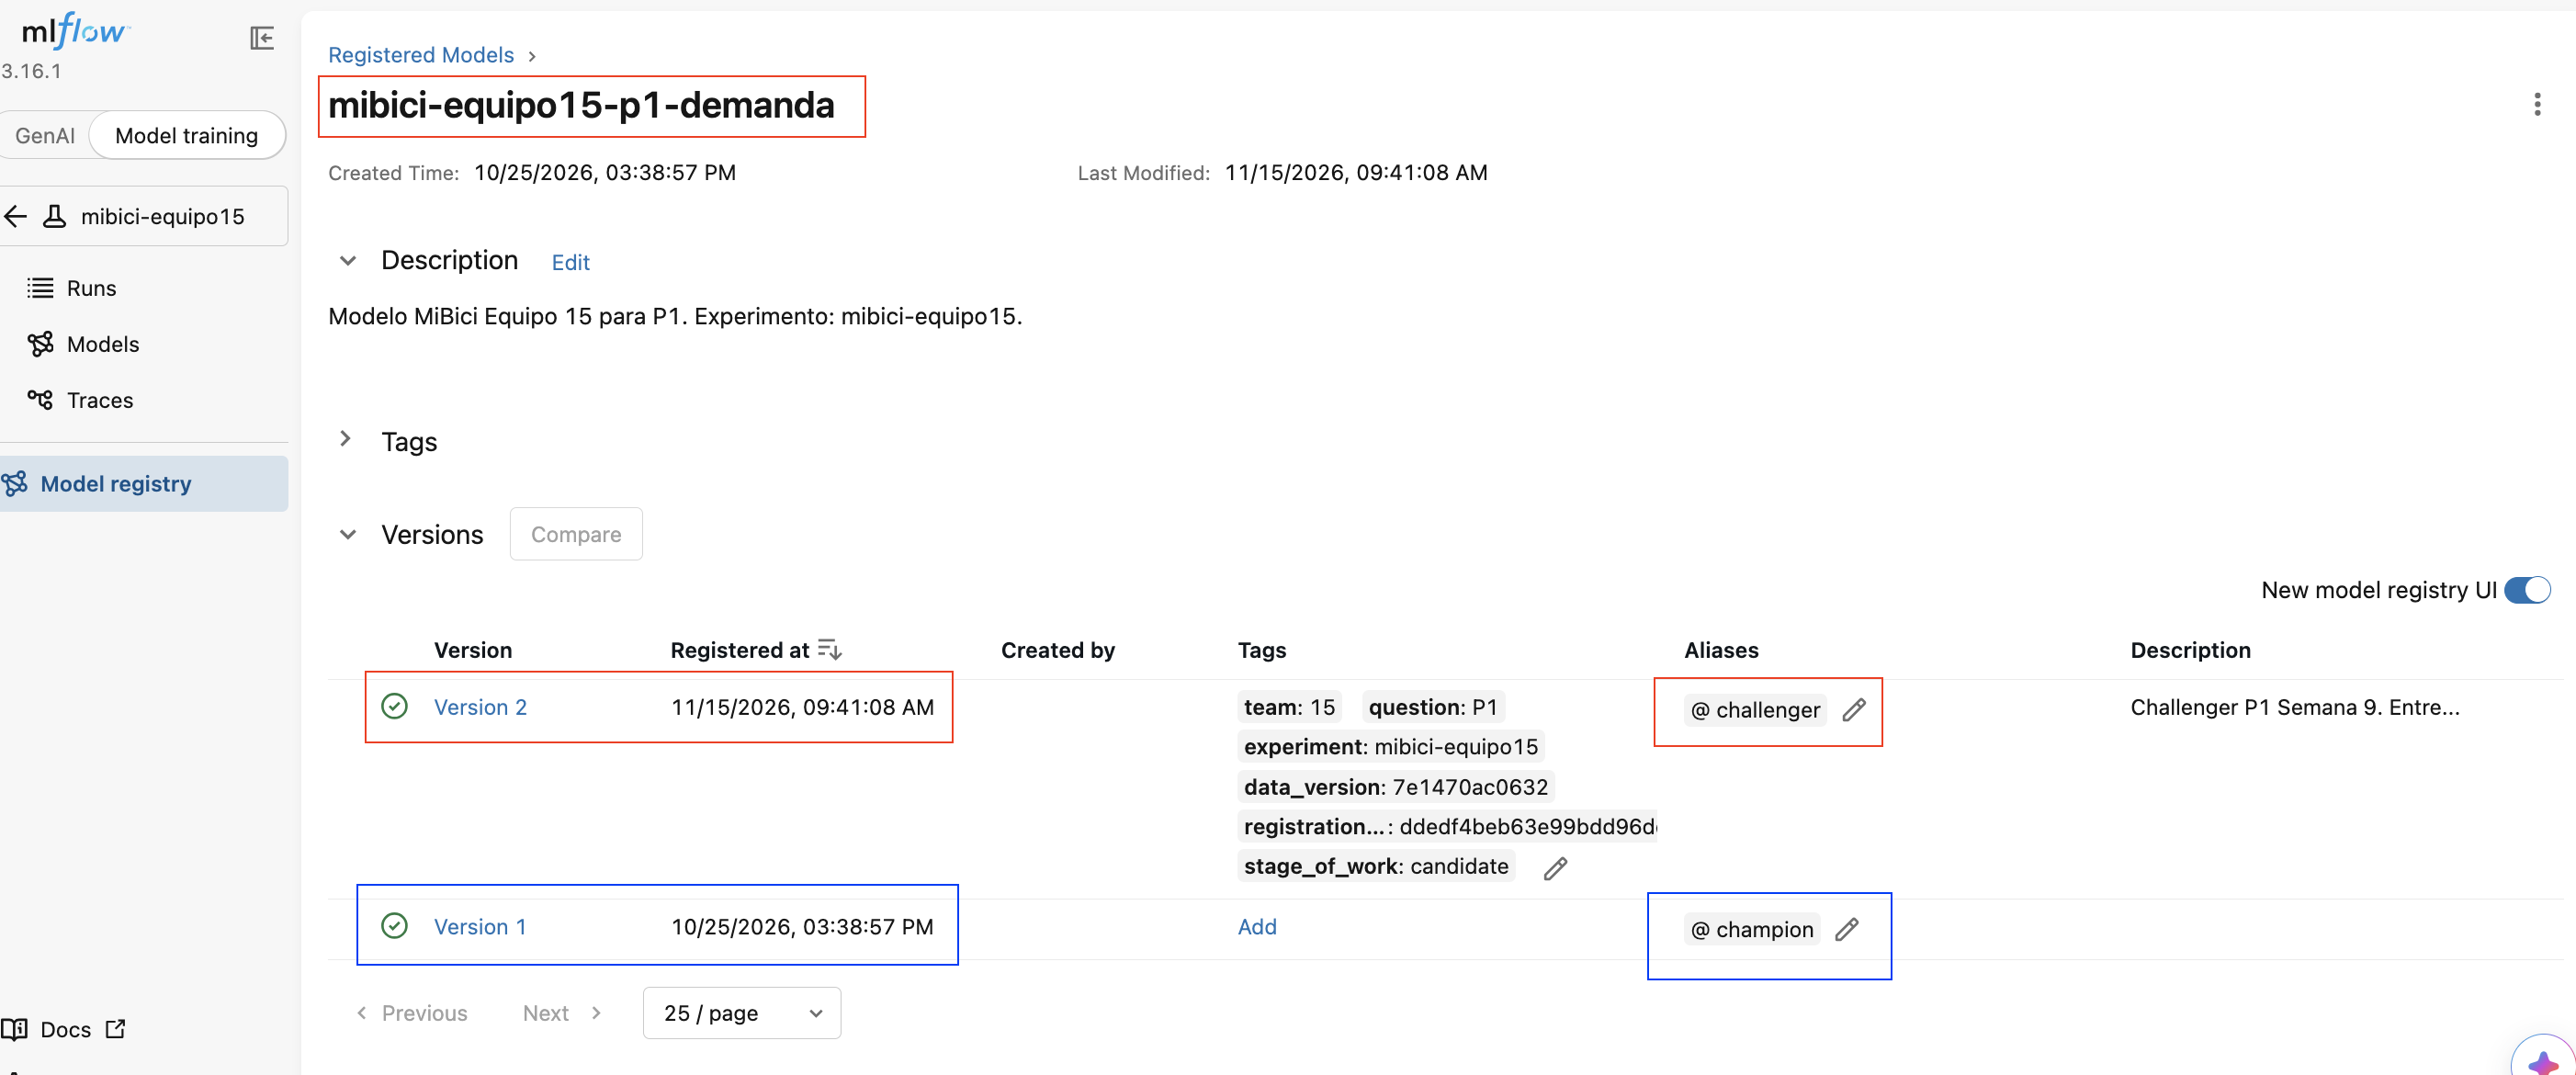 mlflow
3.16.1
GenAI Model training
mibici-equipo15
Runs
Models
Traces
Model registry
Docs
Registered Models
mibici-equipo15-p1-demanda
Created Time: 10/25/2026, 03:38:57 PM Last Modified: 11/15/2026, 09:41:08 AM
Description Edit
Modelo MiBici Equipo 15 para P1. Experimento: mibici-equipo15.
Tags
Versions Compare
New model registry UI
Version Registered at Created by Tags Aliases Description
Version 2 11/15/2026, 09:41:08 AM team: 15 question: P1 @ challenger Challenger P1 Semana 9. Entre...
experiment: mibici-equipo15
data_version: 7e1470ac0632
registration...: ddedf4beb63e99bdd96d
stage_of_work: candidate
Version 1 10/25/2026, 03:38:57 PM Add @ champion
Previous Next 25 / page